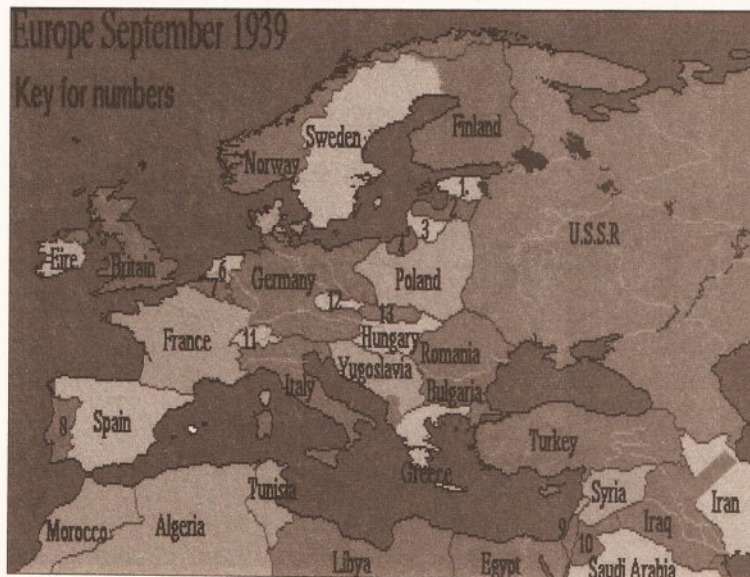 Europe September 1939
Key for numbers
Sweden
Finland
Norway
1
2
3
4
U.S.S.R
Eire
Britain
6
7
Germany
Poland
12
13
France
11
Hungary
Romania
Yugoslavia
Italy
Bulgaria
8
Spain
Turkey
Greece
Tunisia
Syria
Iran
Morocco
Algeria
Iraq
9
10
Libya
Egypt
Saudi Arabia